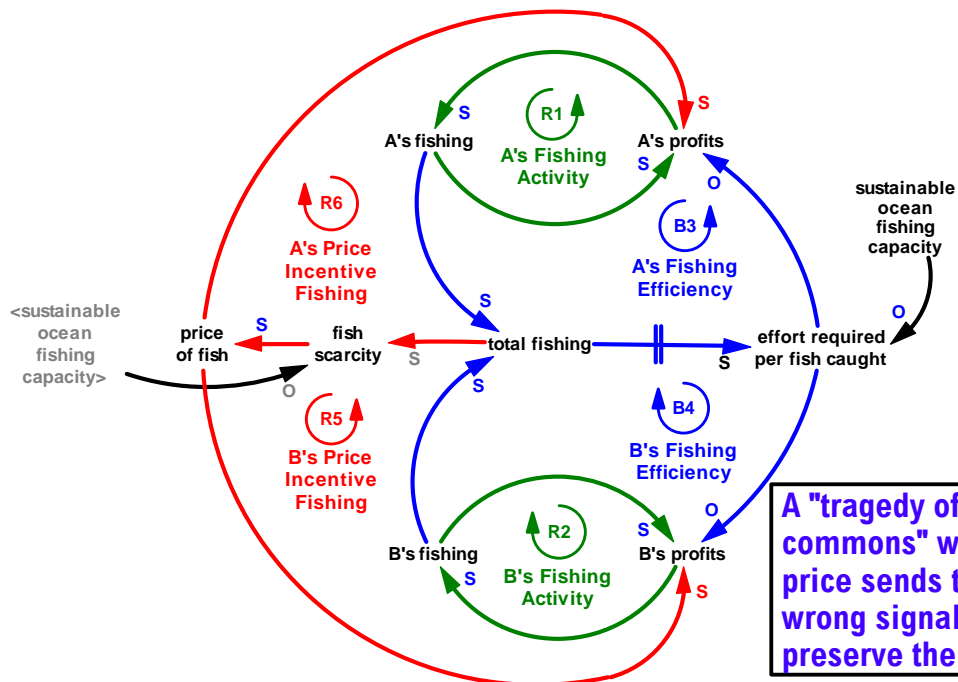 S
S
R1
A's fishing
A's profits
A's Fishing
Activity
S
O
sustainable
ocean
fishing
capacity
R6
B3
A's Price
Incentive
Fishing
A's Fishing
Efficiency
<sustainable
ocean
fishing
capacity>
S
O
S
price
of fish
fish
scarcity
total fishing
effort required
per fish caught
S
S
O
S
R5
B4
B's Price
Incentive
Fishing
B's Fishing
Efficiency
O
S
R2
B's fishing
B's profits
S
S
B's Fishing
Activity
A "tragedy of
commons" w
price sends t
wrong signal
preserve the